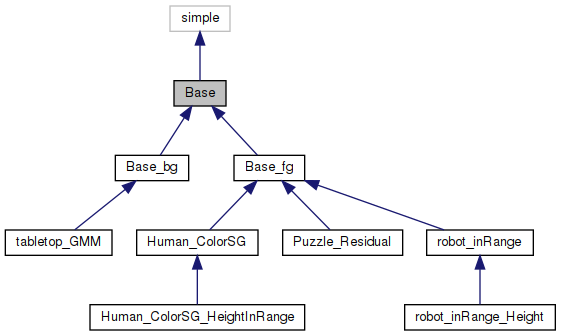 simple
Base
Base_bg
Base_fg
tabletop_GMM
Human_ColorSG
Puzzle_Residual
robot_inRange
Human_ColorSG_HeightInRange
robot_inRange_Height